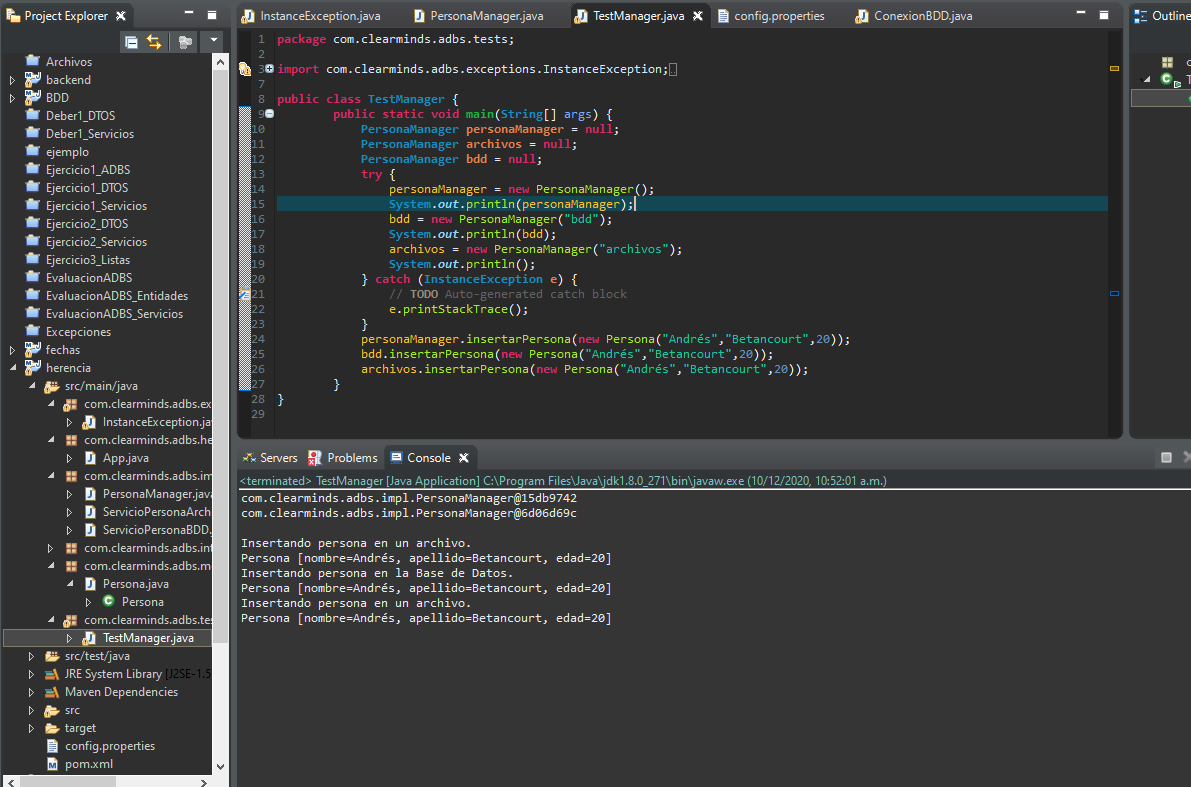 Project Explorer
Archivos
backend
BDD
Deber1_DTOS
Deber1_Servicios
ejemplo
Ejercicio1_ADBS
Ejercicio1_DTOS
Ejercicio1_Servicios
Ejercicio2_DTOS
Ejercicio2_Servicios
Ejercicio3_Listas
EvaluacionADBS
EvaluacionADBS_Entidades
EvaluacionADBS_Servicios
Excepciones
fechas
herencia
src/main/java
com.clearminds.adbs.ex
InstanceException.jav
com.clearminds.adbs.he
App.java
com.clearminds.adbs.im
PersonaManager.java
ServicioPersonaArch
ServicioPersonaBDD.
com.clearminds.adbs.int
com.clearminds.adbs.m
Persona.java
Persona
com.clearminds.adbs.tes
TestManager.java
src/test/java
JRE System Library [J2SE-1.5
Maven Dependencies
src
target
config.properties
pom.xml
InstanceException.java PersonaManager.java TestManager.java config.properties ConexionBDD.java
1 package com.clearminds.adbs.tests;
2
3 import com.clearminds.adbs.exceptions.InstanceException;
7
8 public class TestManager {
9 public static void main(String[] args) {
10 PersonaManager personaManager = null;
11 PersonaManager archivos = null;
12 PersonaManager bdd = null;
13 try {
14 personaManager = new PersonaManager();
15 System.out.println(personaManager);
16 bdd = new PersonaManager("bdd");
17 System.out.println(bdd);
18 archivos = new PersonaManager("archivos");
19 System.out.println();
20 } catch (InstanceException e) {
21 // TODO Auto-generated catch block
22 e.printStackTrace();
23 }
24 personaManager.insertarPersona(new Persona("Andrés","Betancourt",20));
25 bdd.insertarPersona(new Persona("Andrés","Betancourt",20));
26 archivos.insertarPersona(new Persona("Andrés","Betancourt",20));
27 }
28 }
29
Outline
Servers Problems Console
<terminated> TestManager [Java Application] C:\Program Files\Java\jdk1.8.0_271\bin\javaw.exe (10/12/2020, 10:52:01 a.m.)
com.clearminds.adbs.impl.PersonaManager@15db9742
com.clearminds.adbs.impl.PersonaManager@6d06d69c
Insertando persona en un archivo.
Persona [nombre=Andrés, apellido=Betancourt, edad=20]
Insertando persona en la Base de Datos.
Persona [nombre=Andrés, apellido=Betancourt, edad=20]
Insertando persona en un archivo.
Persona [nombre=Andrés, apellido=Betancourt, edad=20]